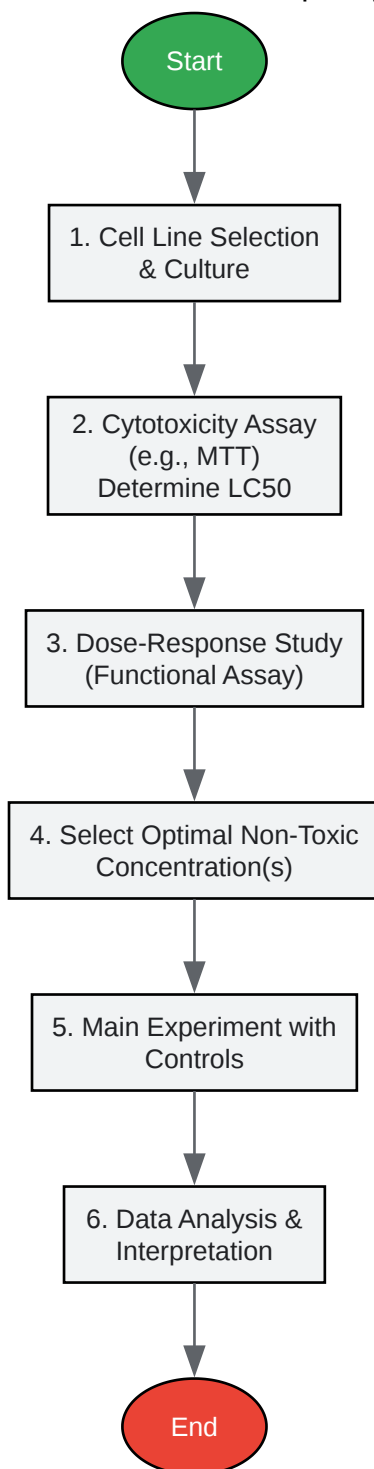 Start
1. Cell Line Selection
& Culture
2. Cytotoxicity Assay
(e.g., MTT)
Determine LC50
3. Dose-Response Study
(Functional Assay)
4. Select Optimal Non-Toxic
Concentration(s)
5. Main Experiment with
Controls
6. Data Analysis &
Interpretation
End